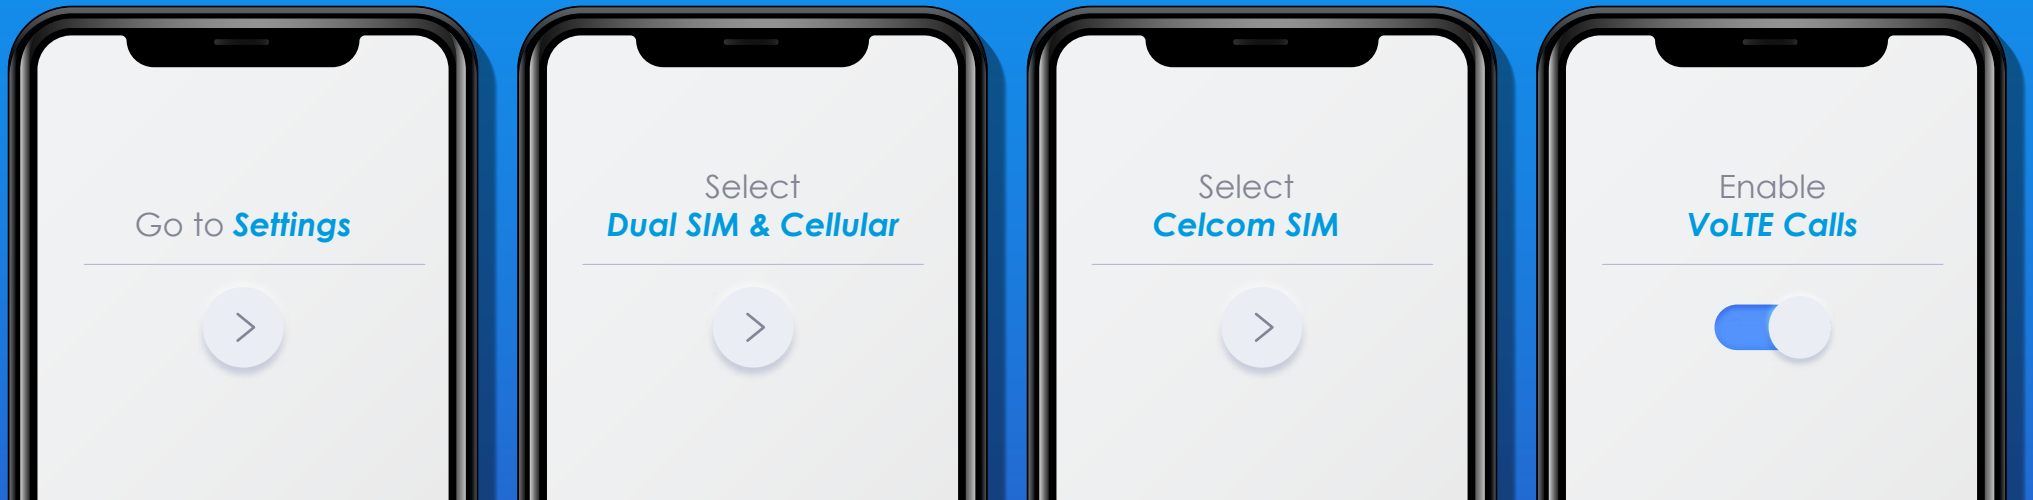 Go to Settings
Select
Dual SIM & Cellular
Select
Celcom SIM
Enable
VoLTE Calls